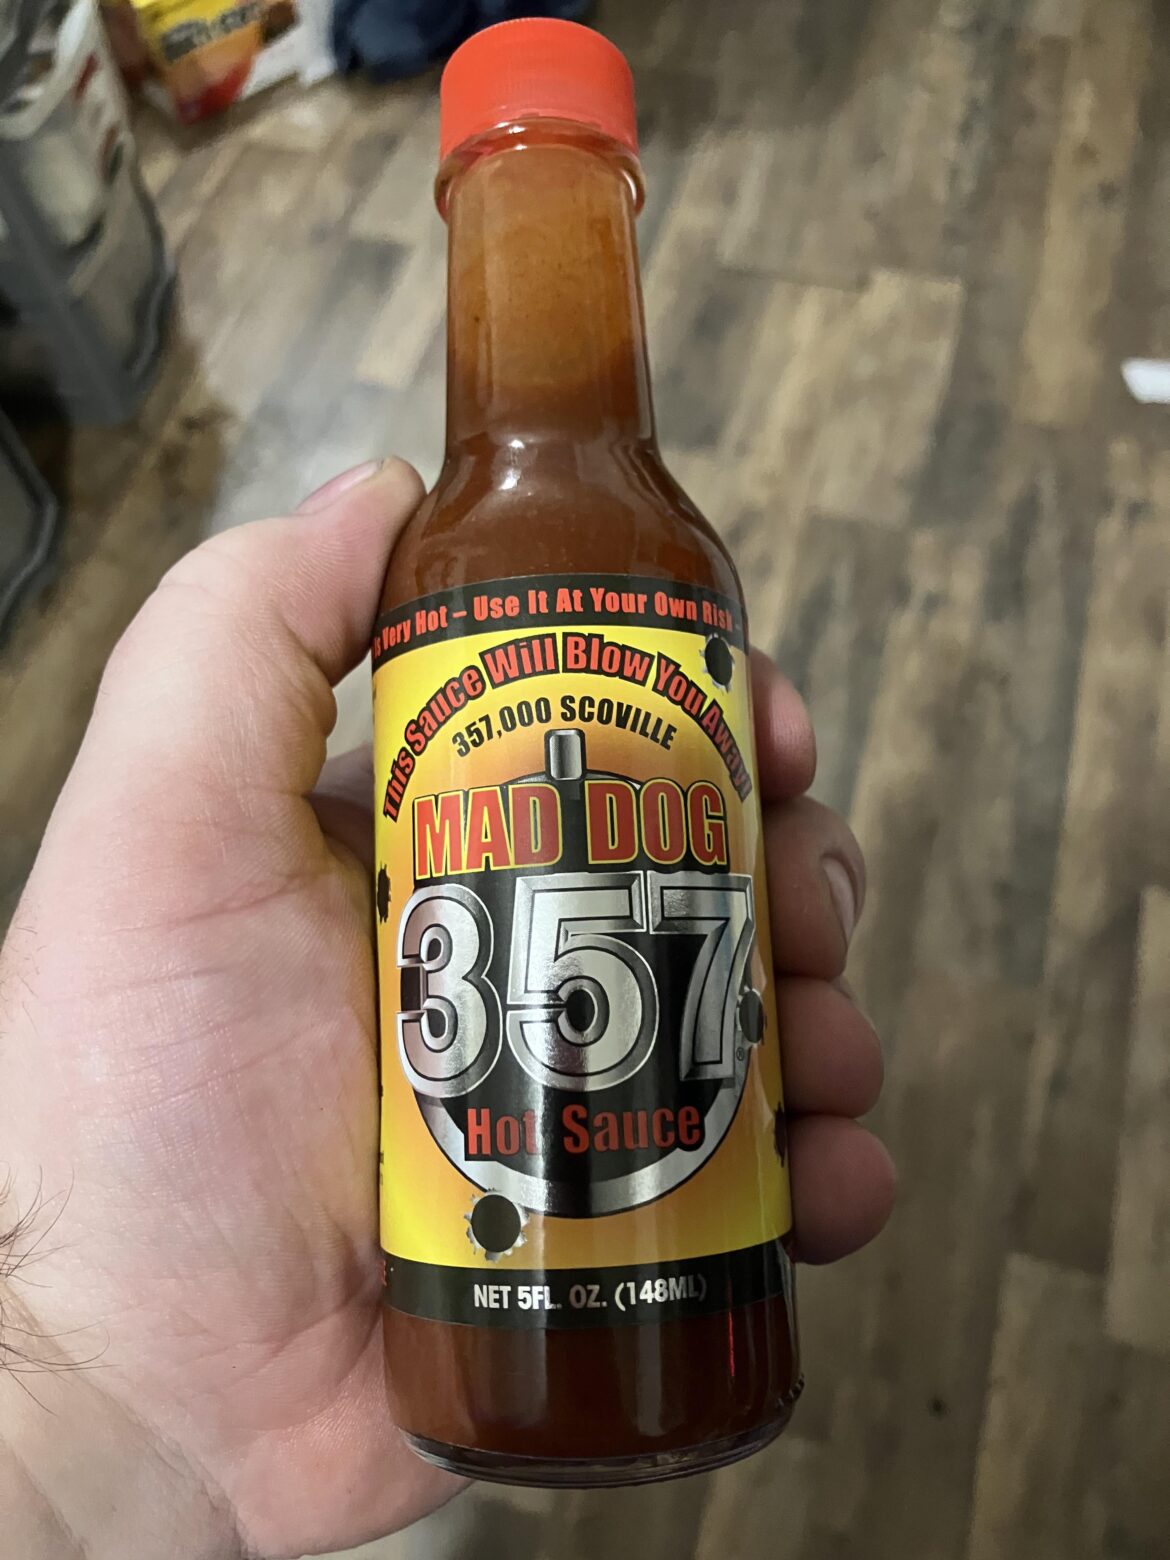 Very Hot – Use It At Your Own Risk -
This Sauce Will Blow You Away!
357,000 SCOVILLE
MAD DOG
357®
Hot Sauce
NET 5FL. OZ. (148ML)